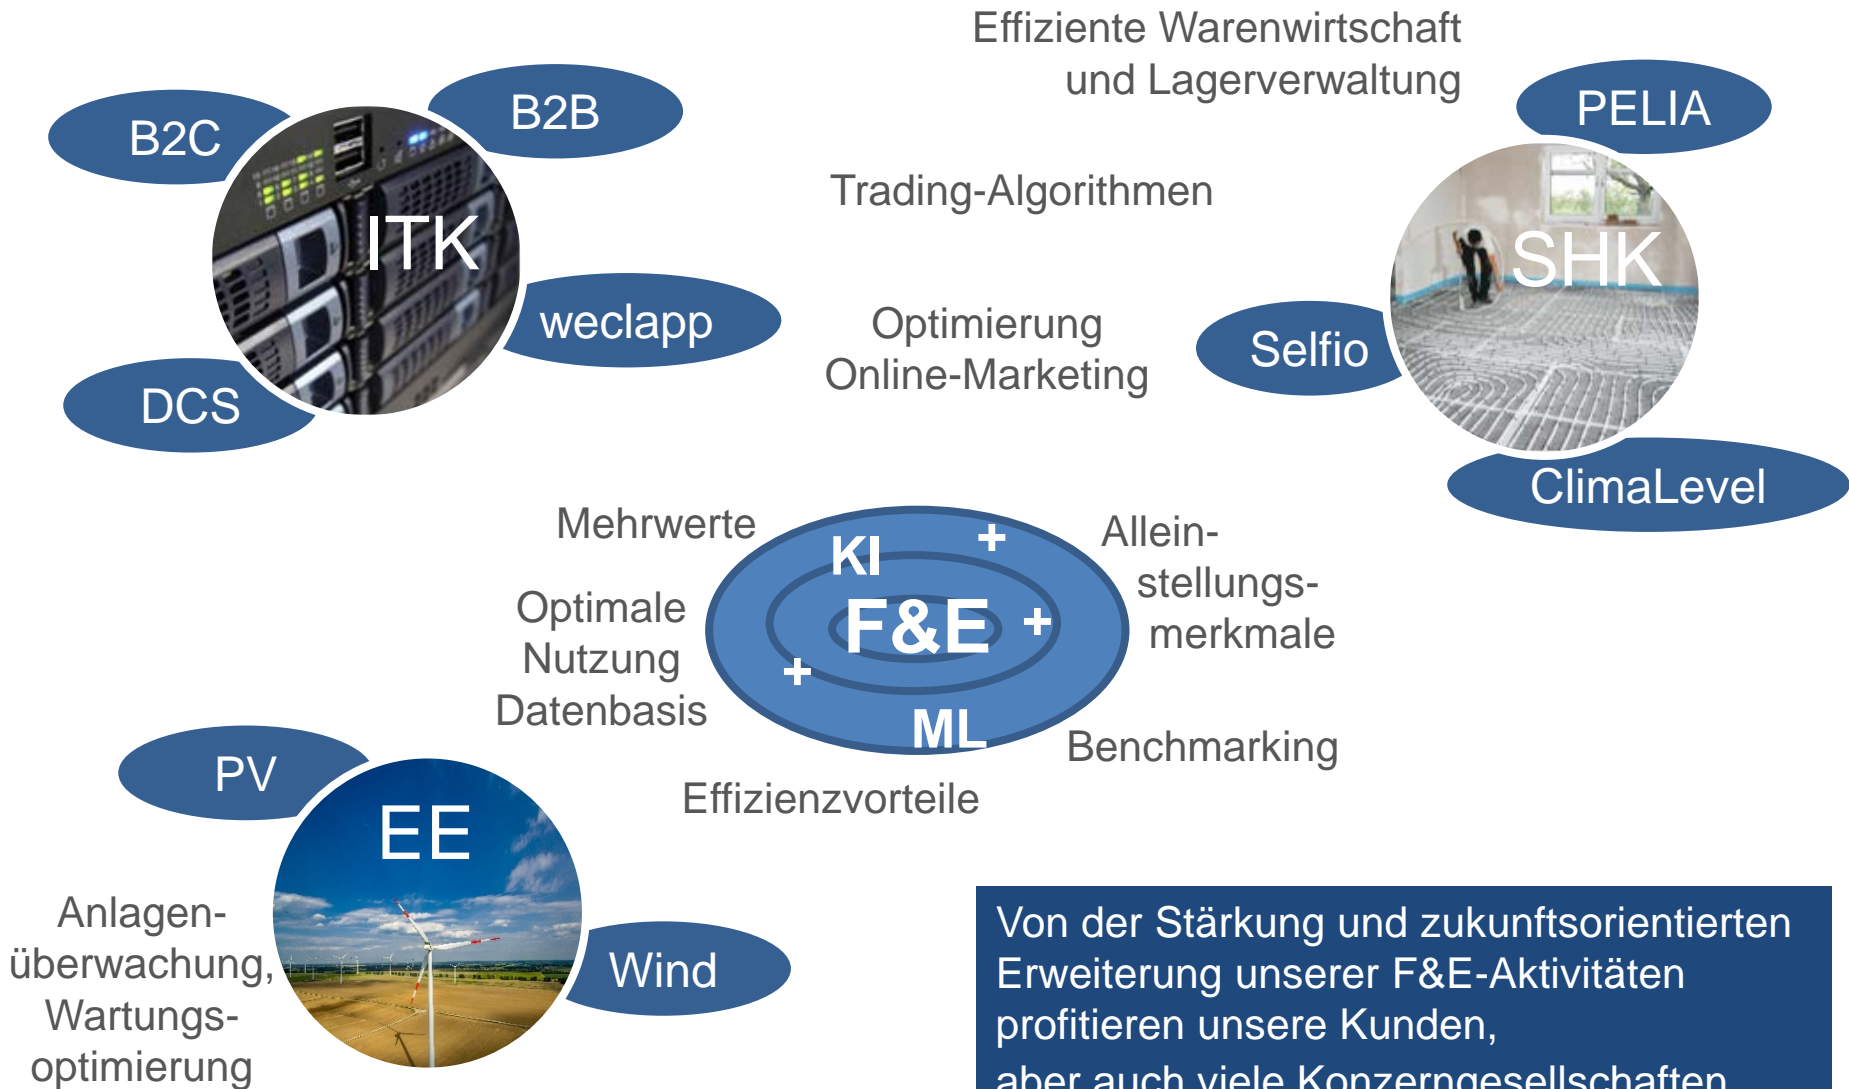 Effiziente Warenwirtschaft
und Lagerverwaltung
B2C
B2B
ITK
weclapp
DCS
Trading-Algorithmen
Optimierung
Online-Marketing
PELIA
SHK
Selfio
ClimaLevel
Mehrwerte
Optimale
Nutzung
Datenbasis
KI
+
F&E
+
+
ML
Allein-
stellungs-
merkmale
Benchmarking
Effizienzvorteile
PV
EE
Wind
Anlagen-
überwachung,
Wartungs-
optimierung
Von der Stärkung und zukunftsorientierten
Erweiterung unserer F&E-Aktivitäten
profitieren unsere Kunden,
aber auch viele Konzerngesellschaften